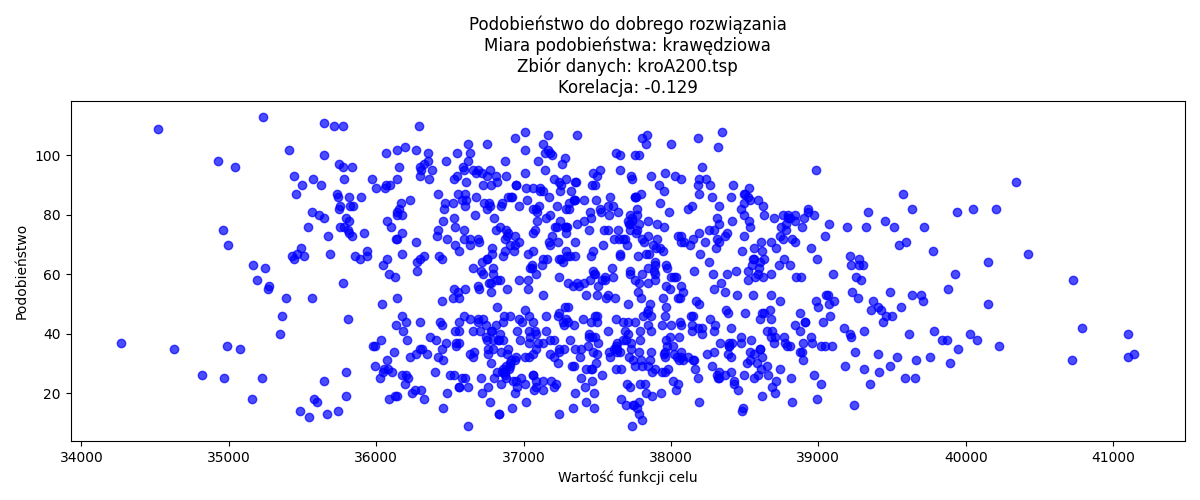 Podobieństwo do dobrego rozwiązania
Miara podobieństwa: krawędziowa
Zbiór danych: kroA200.tsp
Korelacja: -0.129
Podobieństwo
100
80
60
40
20
34000 35000 36000 37000 38000 39000 40000 41000
Wartość funkcji celu